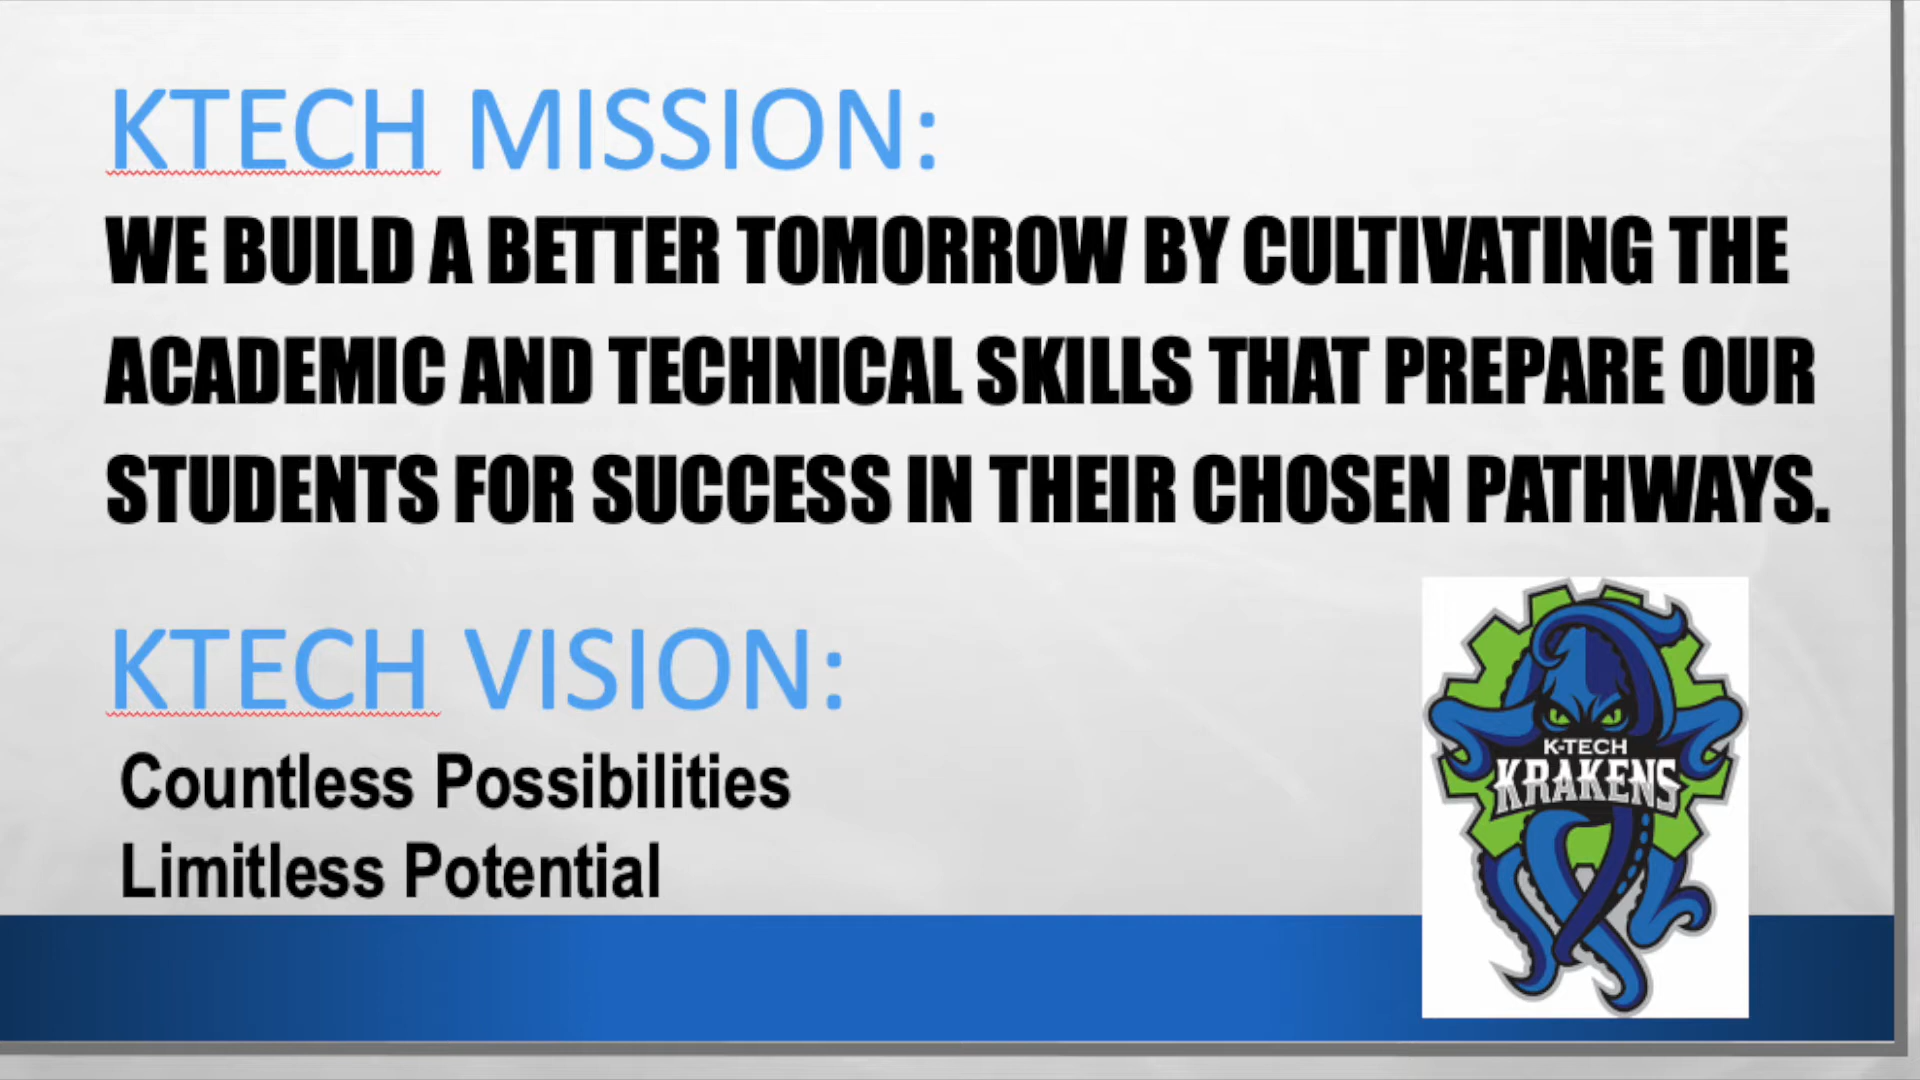 KTECH MISSION:
WE BUILD A BETTER TOMORROW BY CULTIVATING THE
ACADEMIC AND TECHNICAL SKILLS THAT PREPARE OUR
STUDENTS FOR SUCCESS IN THEIR CHOSEN PATHWAYS.
KTECH VISION:
Countless Possibilities
Limitless Potential
K-TECH
KRAKENS